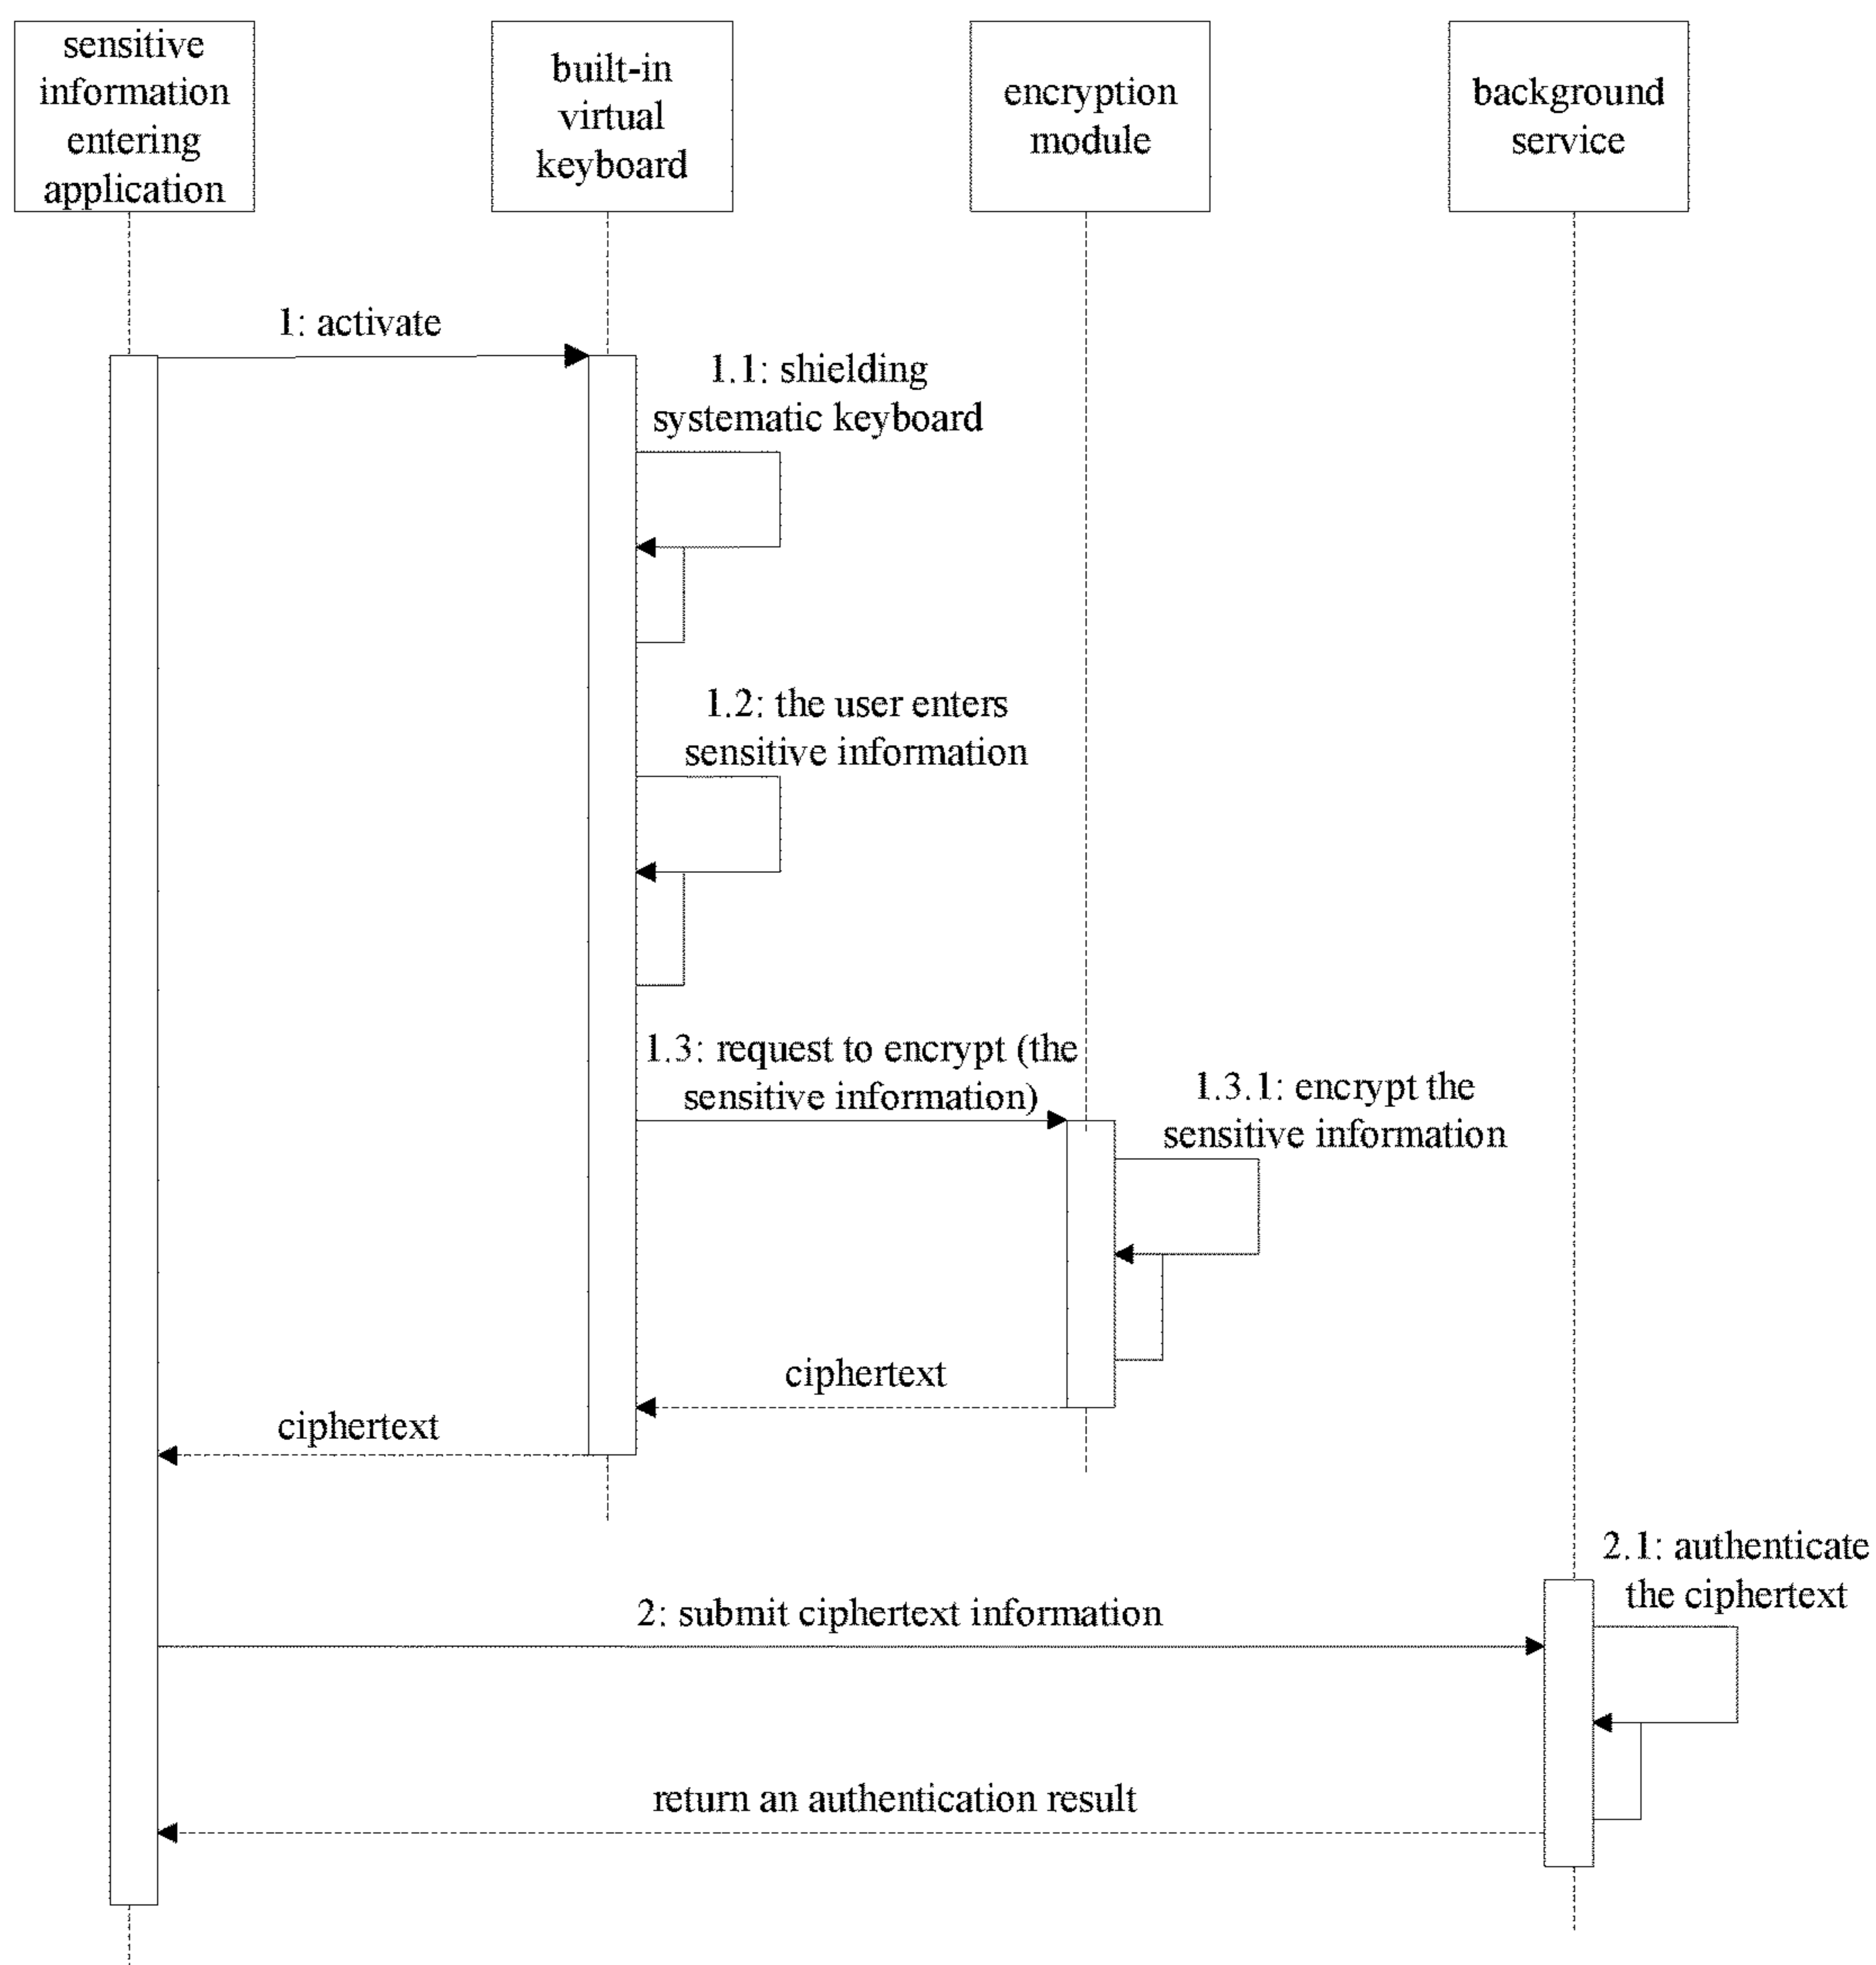 sensitive
information
entering
application
built-in
virtual
keyboard
encryption
module
background
service
1: activate
1.1: shielding
systematic keyboard
1.2: the user enters
sensitive information
1.3: request to encrypt (the
sensitive information)
1.3.1: encrypt the
sensitive information
ciphertext
ciphertext
2.1: authenticate
the ciphertext
2: submit ciphertext information
return an authentication result